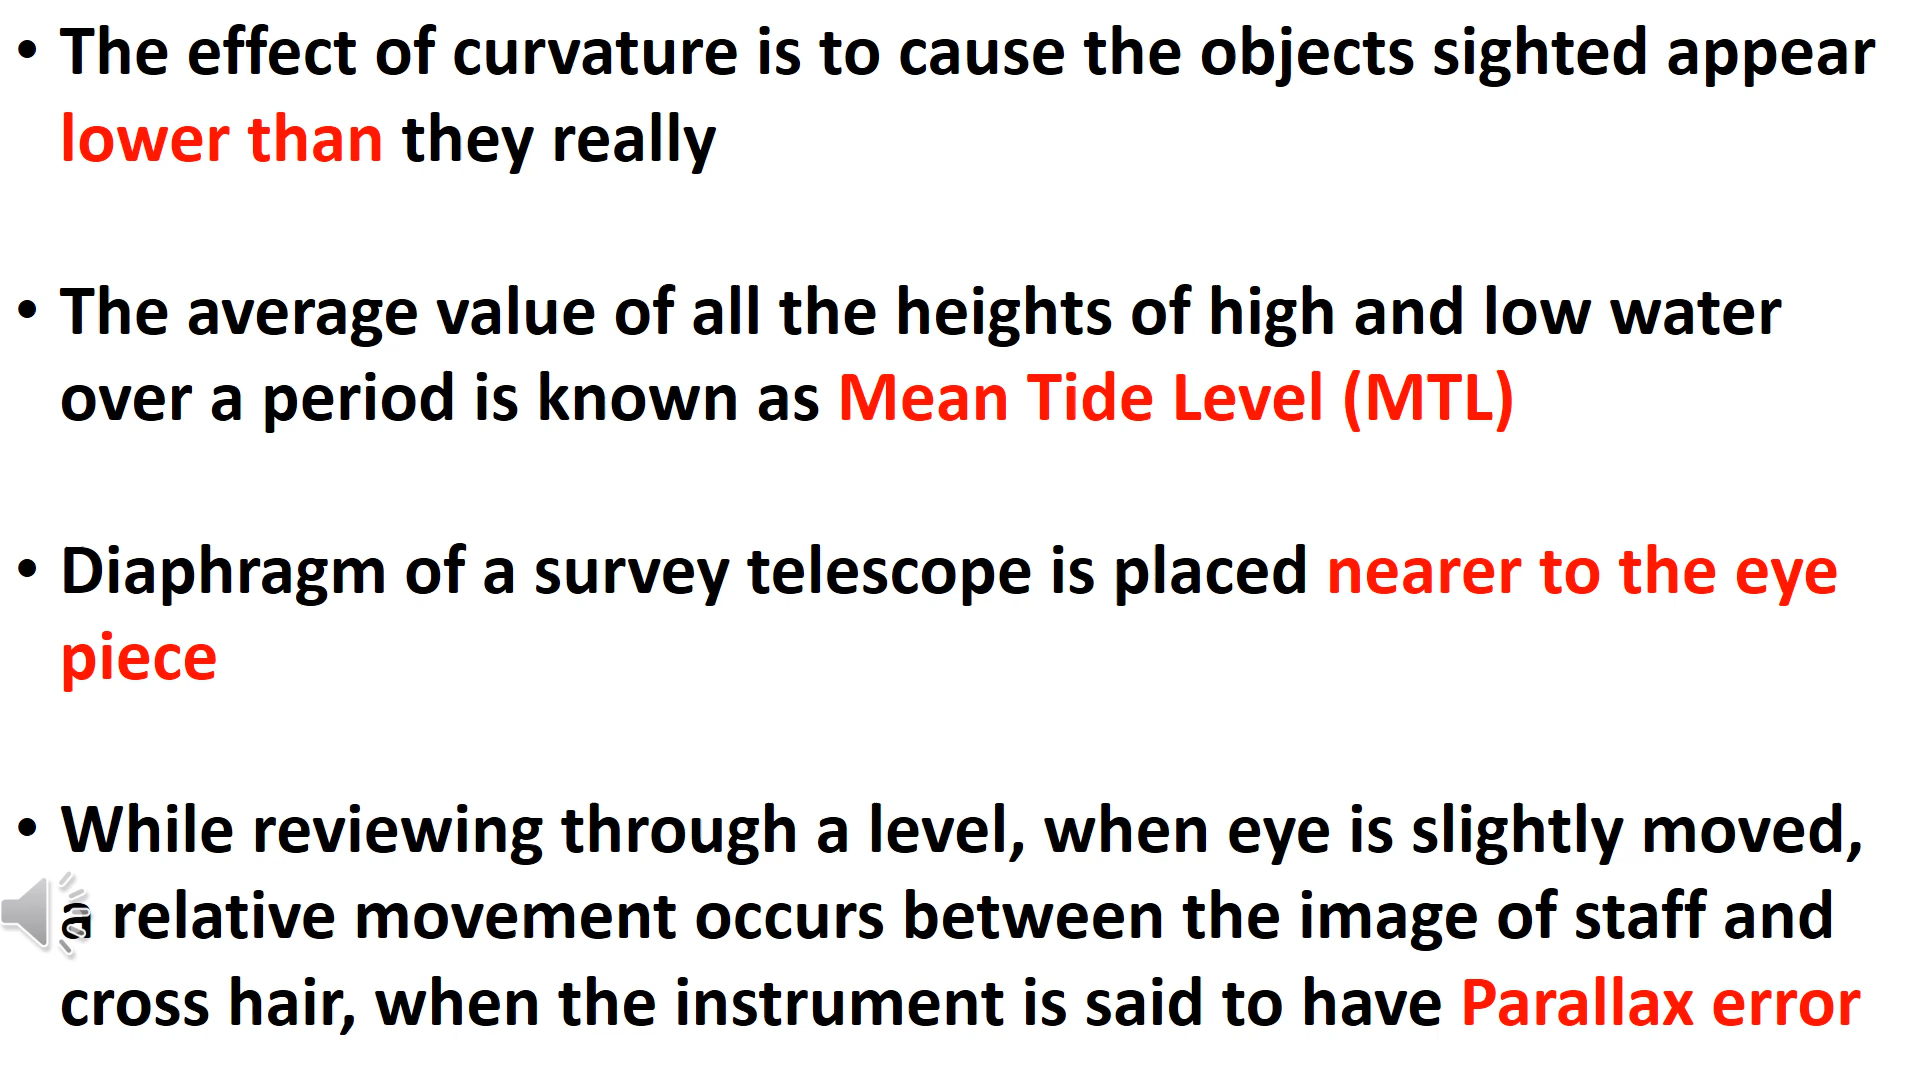 • The effect of curvature is to cause the objects sighted appear
lower than they really
• The average value of all the heights of high and low water
over a period is known as Mean Tide Level (MTL)
• Diaphragm of a survey telescope is placed nearer to the eye
piece
• While reviewing through a level, when eye is slightly moved,
a relative movement occurs between the image of staff and
cross hair, when the instrument is said to have Parallax error